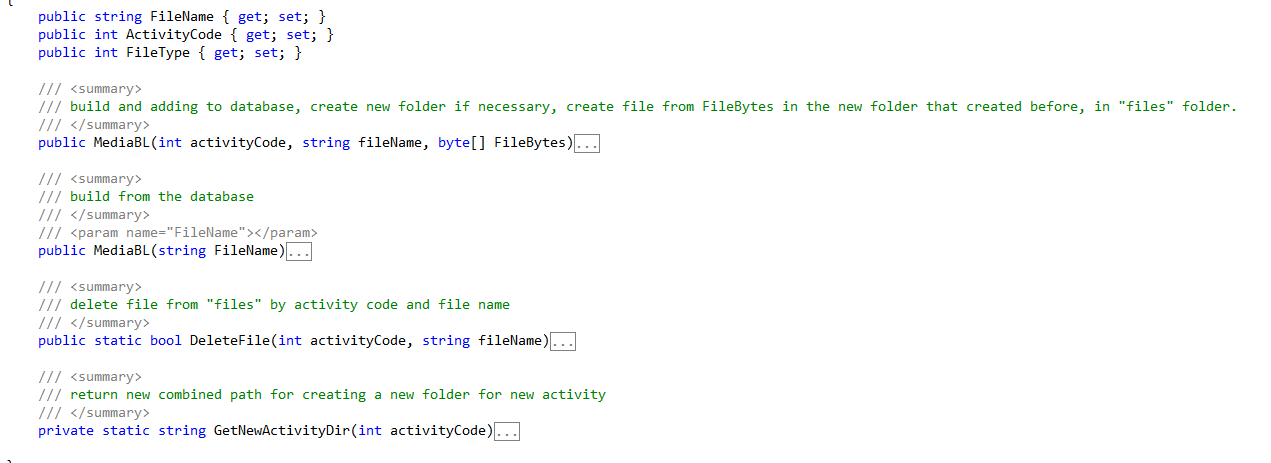 {
public string FileName { get; set; }
public int ActivityCode { get; set; }
public int FileType { get; set; }
/// <summary>
/// build and adding to database, create new folder if necessary, create file from FileBytes in the new folder that created before, in "files" folder.
/// </summary>
public MediaBL(int activityCode, string fileName, byte[] FileBytes)...
/// <summary>
/// build from the database
/// </summary>
/// <param name="FileName"></param>
public MediaBL(string FileName)...
/// <summary>
/// delete file from "files" by activity code and file name
/// </summary>
public static bool DeleteFile(int activityCode, string fileName)...
/// <summary>
/// return new combined path for creating a new folder for new activity
/// </summary>
private static string GetNewActivityDir(int activityCode)...
}